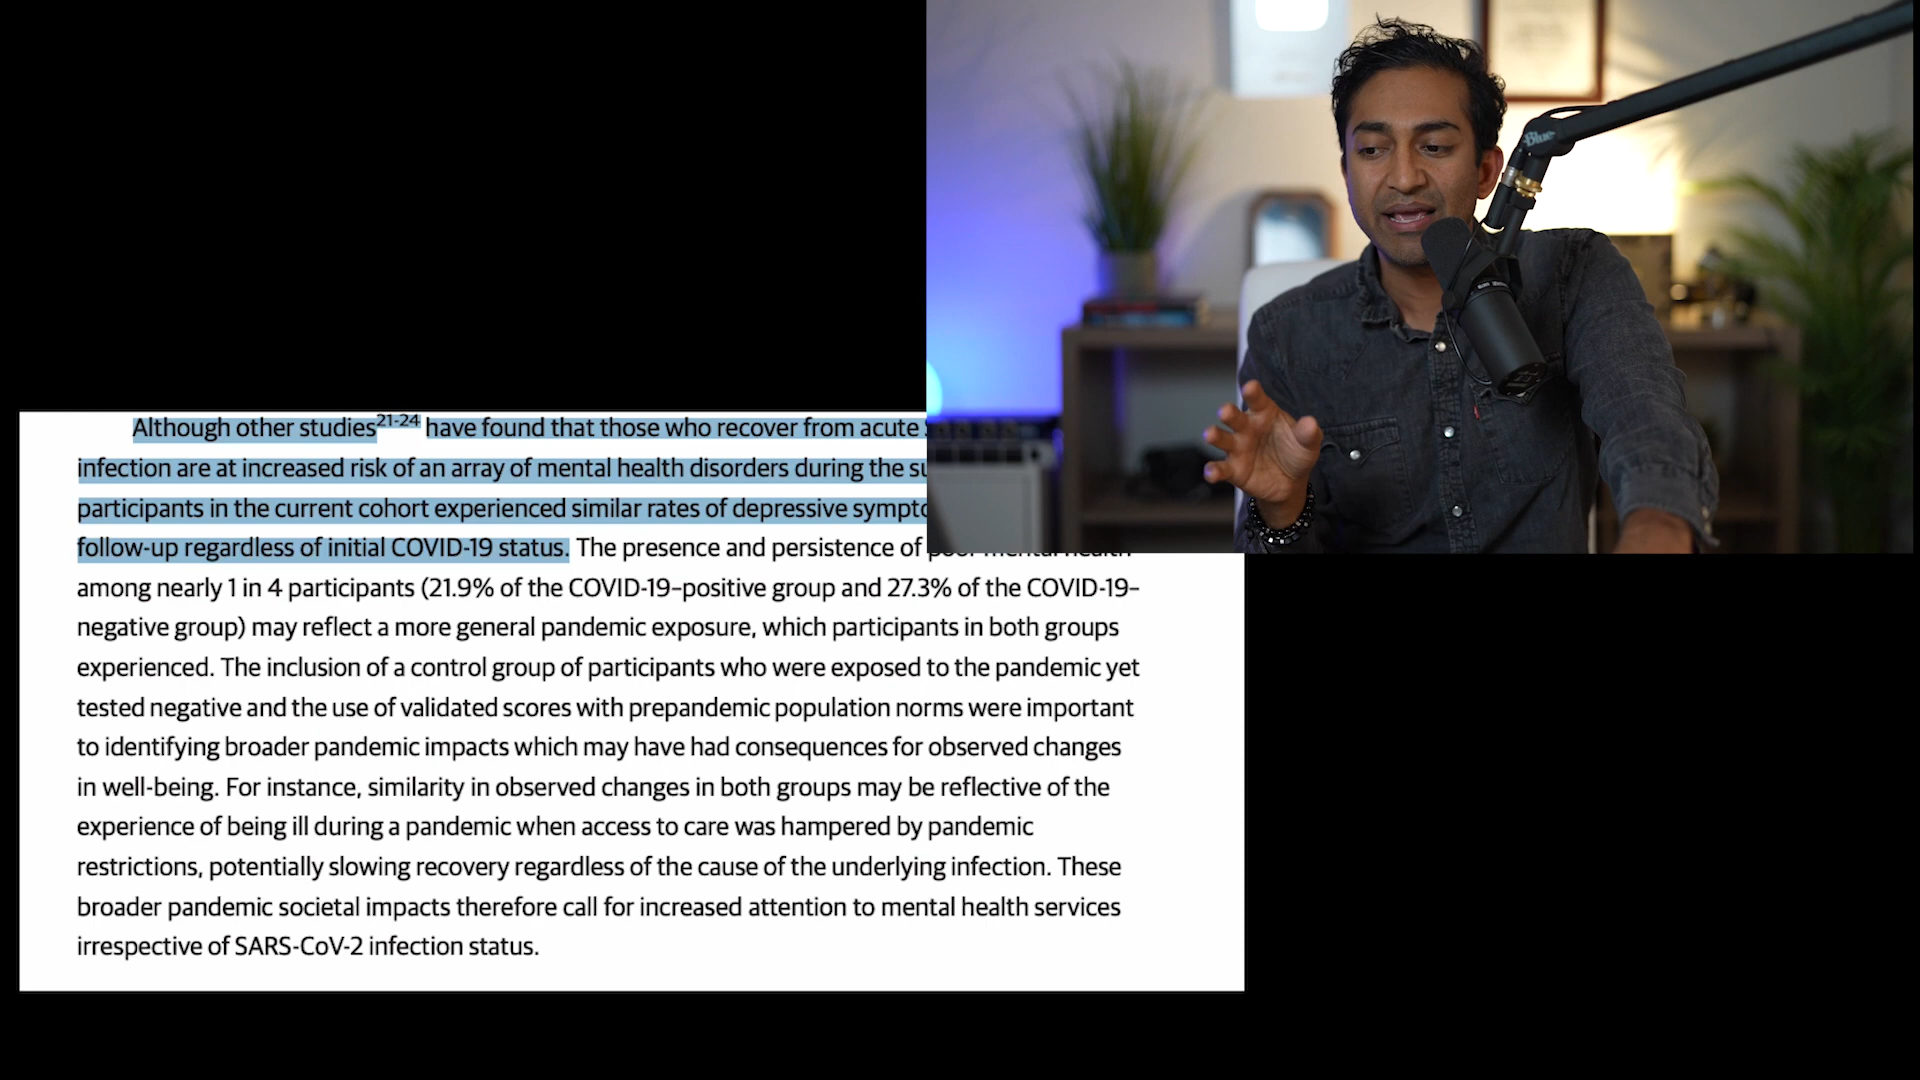 Although other studies21-24 have found that those who recover from acute
infection are at increased risk of an array of mental health disorders during the
participants in the current cohort experienced similar rates of depressive
follow-up regardless of initial COVID-19 status. The presence and persistence of poor mental health
among nearly 1 in 4 participants (21.9% of the COVID-19–positive group and 27.3% of the COVID-19–
negative group) may reflect a more general pandemic exposure, which participants in both groups
experienced. The inclusion of a control group of participants who were exposed to the pandemic yet
tested negative and the use of validated scores with prepandemic population norms were important
to identifying broader pandemic impacts which may have had consequences for observed changes
in well-being. For instance, similarity in observed changes in both groups may be reflective of the
experience of being ill during a pandemic when access to care was hampered by pandemic
restrictions, potentially slowing recovery regardless of the cause of the underlying infection. These
broader pandemic societal impacts therefore call for increased attention to mental health services
irrespective of SARS-CoV-2 infection status.
Blue